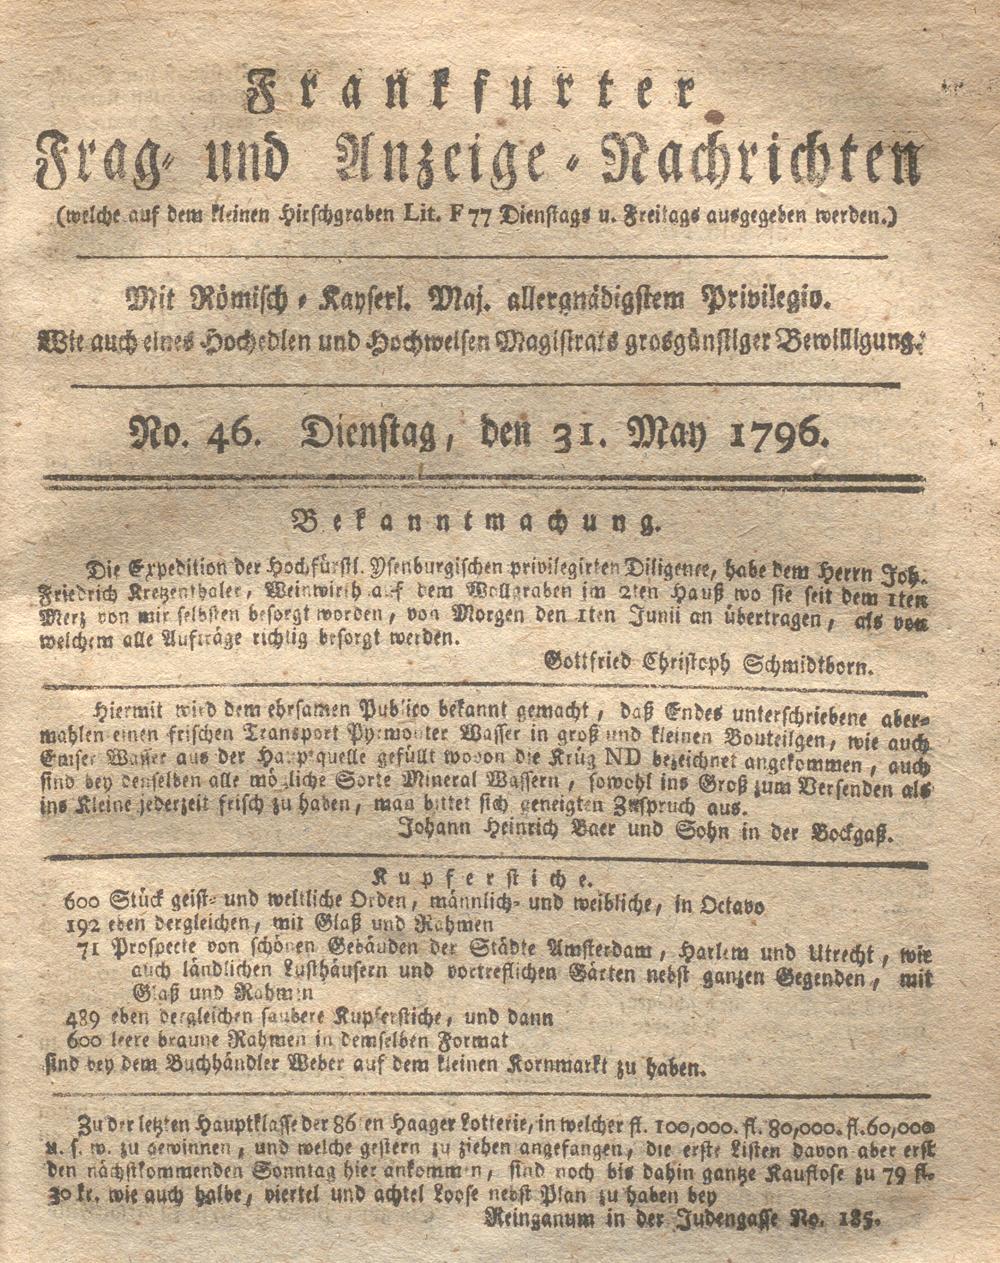 Frankfurter
Frag- und Anzeige-Nachrichten
(welche auf dem kleinen Hirschgraben Lit. F 77 Dienstags u. Freitags ausgegeben werden.)
Mit Römisch-Kayserl. Maj. allergnädigstem Privilegio.
Wie auch eines Hochedlen und Hochweisen Magistrats grosgünstiger Bewilligung.
No. 46. Dienstag, den 31. May 1796.
Bekanntmachung.
Die Expedition der Hochfürstl. Ysenburgischen privilegirten Diligence, habe dem Herrn Joh.
Friedrich Kretzenthaler, Weinwirth auf dem Wollgraben im 2ten Hauß wo sie seit dem 1ten
Merz von mir selbsten besorgt worden, von Morgen den 1ten Junii an übertragen, als von
welchem alle Aufträge richtig besorgt werden.
Gottfried Christoph Schmidtborn.
Hiermit wird dem ehrsamen Publico bekannt gemacht, daß Endes unterschriebene aber-
mahlen einen frischen Transport Pyrmonter Wasser in groß und kleinen Bouteilgen, wie auch
Emser Wasser aus der Hauptquelle gefüllt wovon die Krüg ND bezeichnet angekommen, auch
sind bey denselben alle mögliche Sorte Mineral Wassern, sowohl ins Groß zum Versenden als
ins Kleine jederzeit frisch zu haben, man bittet sich geneigten Zuspruch aus.
Johann Heinrich Baer und Sohn in der Bockgaß.
Kupferstiche.
600 Stück geist- und weltliche Orden, männlich- und weibliche, in Octavo
192 eben dergleichen, mit Glaß und Rahmen
71 Prospecte von schönen Gebäuden der Städte Amsterdam, Harlem und Utrecht, wie
auch ländlichen Lusthäusern und vortreflichen Gärten nebst ganzen Gegenden, mit
Glaß und Rahmen
489 eben dergleichen saubere Kupferstiche, und dann
600 leere braune Rahmen in demselben Format
sind bey dem Buchhändler Weber auf dem kleinen Kornmarkt zu haben.
Zu der letzten Hauptklasse der 86ten Haager Lotterie, in welcher fl. 100,000. fl. 80,000. fl. 60,000
u. s. w. zu gewinnen, und welche gestern zu ziehen angefangen, die erste Listen davon aber erst
den nächstkommenden Sonntag hier ankommen, sind noch bis dahin gantze Kauflose zu 79 fl.
30 kr. wie auch halbe, viertel und achtel Loose nebst Plan zu haben bey
Reinganum in der Judengasse No. 185.